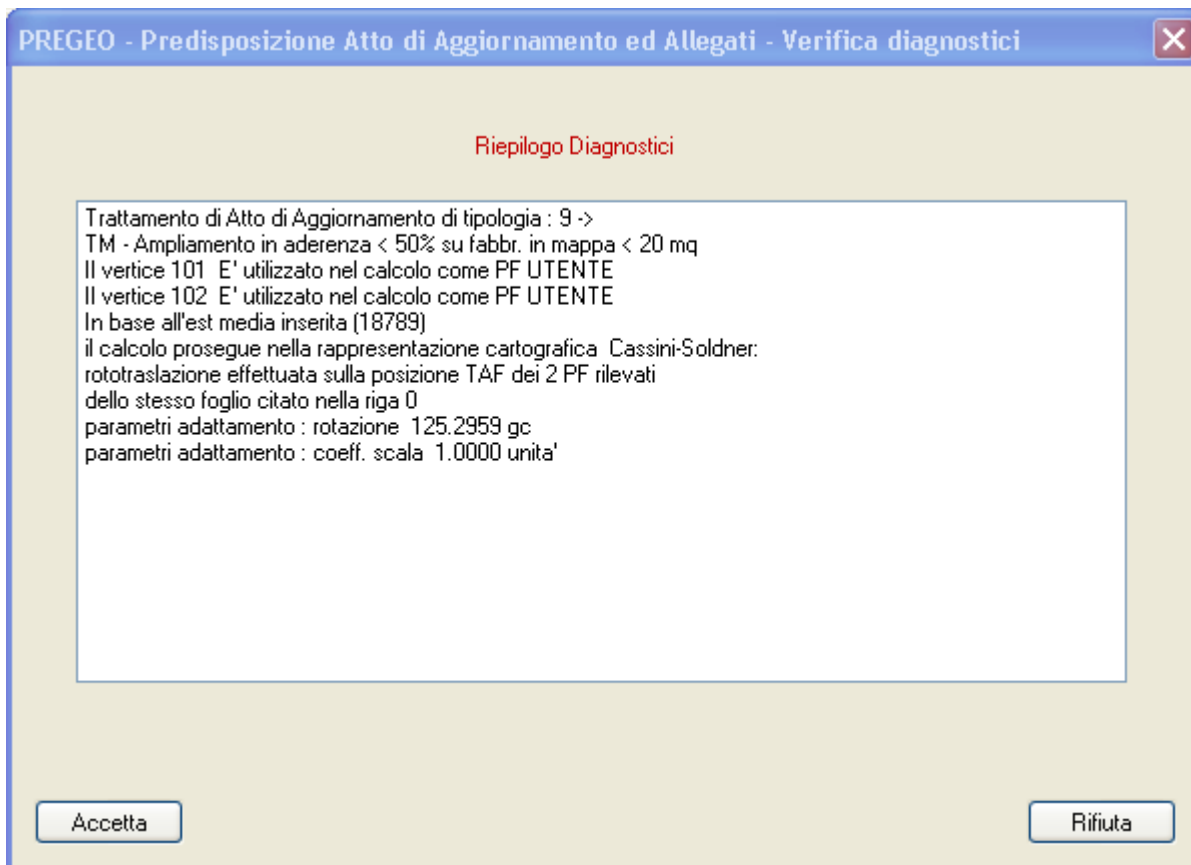 PREGEO - Predisposizione Atto di Aggiornamento ed Allegati - Verifica diagnostici
Riepilogo Diagnostici
Trattamento di Atto di Aggiornamento di tipologia : 9 ->
TM - Ampliamento in aderenza < 50% su fabbr. in mappa < 20 mq
Il vertice 101  E' utilizzato nel calcolo come PF UTENTE
Il vertice 102  E' utilizzato nel calcolo come PF UTENTE
In base all'est media inserita (18789)
il calcolo prosegue nella rappresentazione cartografica  Cassini-Soldner:
rototraslazione effettuata sulla posizione TAF dei 2 PF rilevati
dello stesso foglio citato nella riga 0
parametri adattamento : rotazione  125.2959 gc
parametri adattamento : coeff. scala  1.0000 unita'
Accetta
Rifiuta